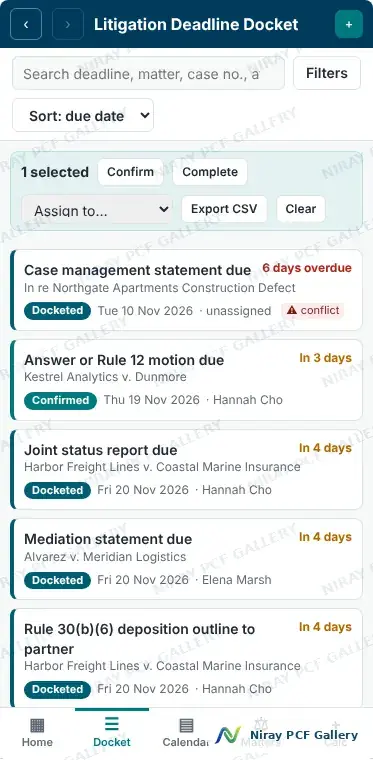 ‹
›
Litigation Deadline Docket
+
Search deadline, matter, case no., a
Filters
Sort: due date
1 selected
Confirm
Complete
Assign to...
Export CSV
Clear
Case management statement due
6 days overdue
In re Northgate Apartments Construction Defect
Docketed Tue 10 Nov 2026 · unassigned ⚠ conflict
Answer or Rule 12 motion due
In 3 days
Kestrel Analytics v. Dunmore
Confirmed Thu 19 Nov 2026 · Hannah Cho
Joint status report due
In 4 days
Harbor Freight Lines v. Coastal Marine Insurance
Docketed Fri 20 Nov 2026 · Hannah Cho
Mediation statement due
In 4 days
Alvarez v. Meridian Logistics
Docketed Fri 20 Nov 2026 · Elena Marsh
Rule 30(b)(6) deposition outline to
partner
In 4 days
Harbor Freight Lines v. Coastal Marine Insurance
Docketed Fri 20 Nov 2026 · Hannah Cho
Home
Docket
Calendar
Matters
Calc
Niray PCF Gallery
NIRAY PCF GALLERY